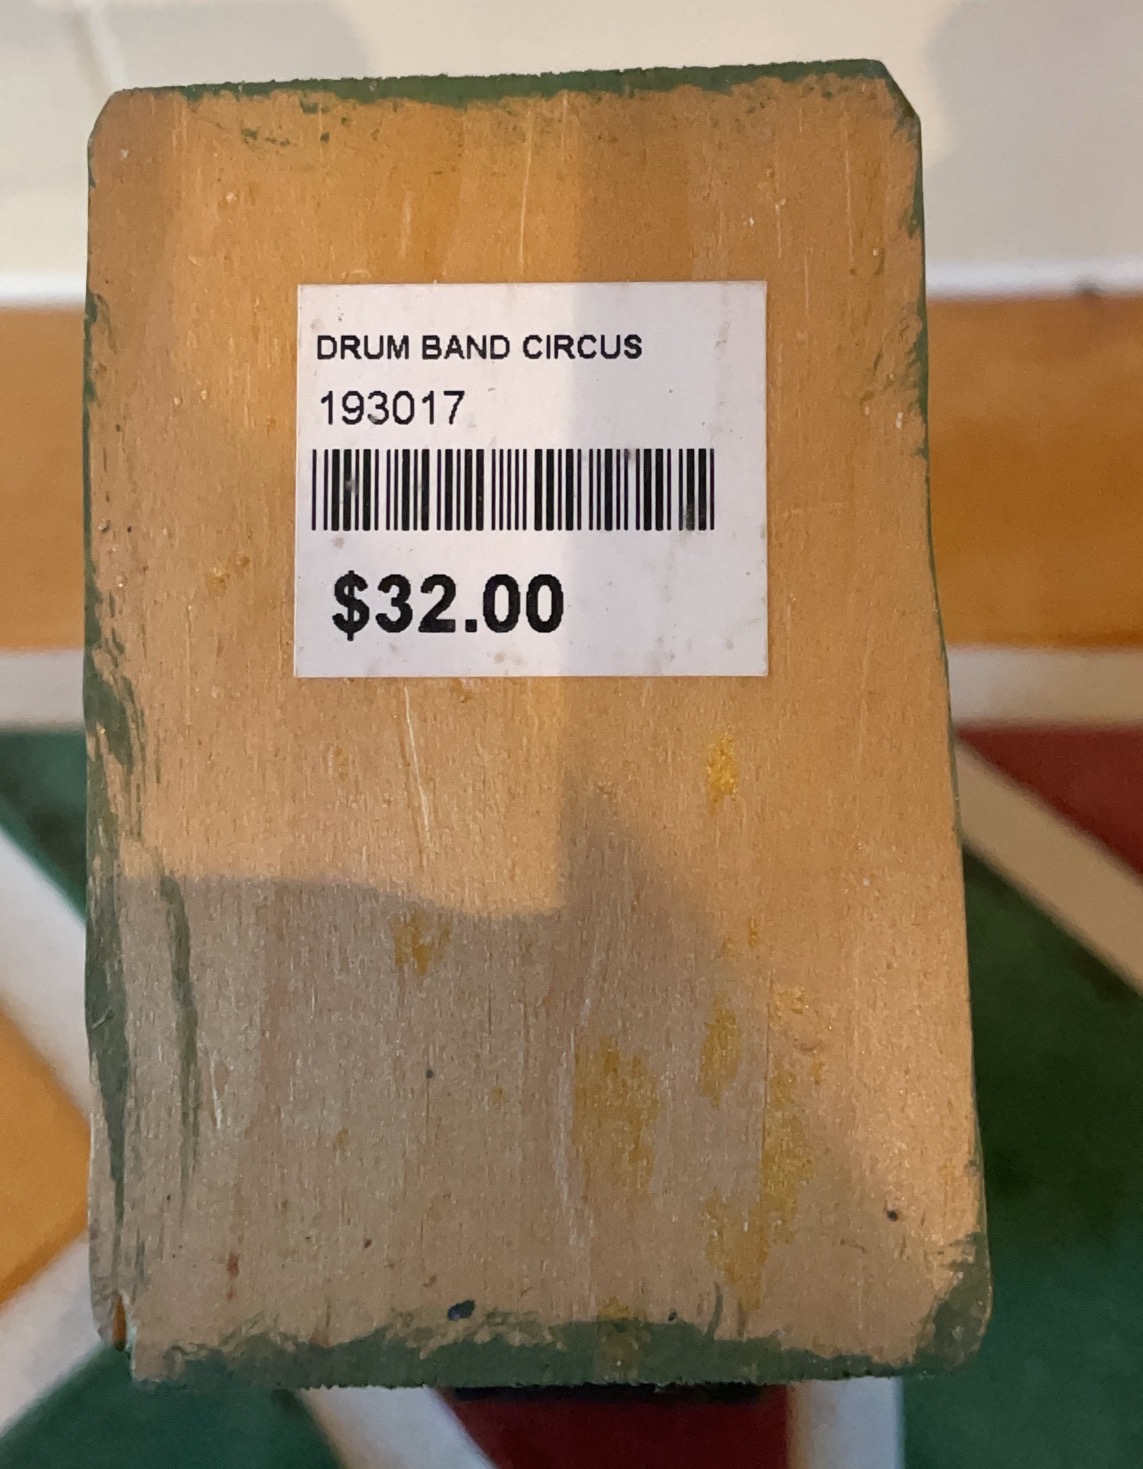 DRUM BAND CIRCUS
193017
$32.00